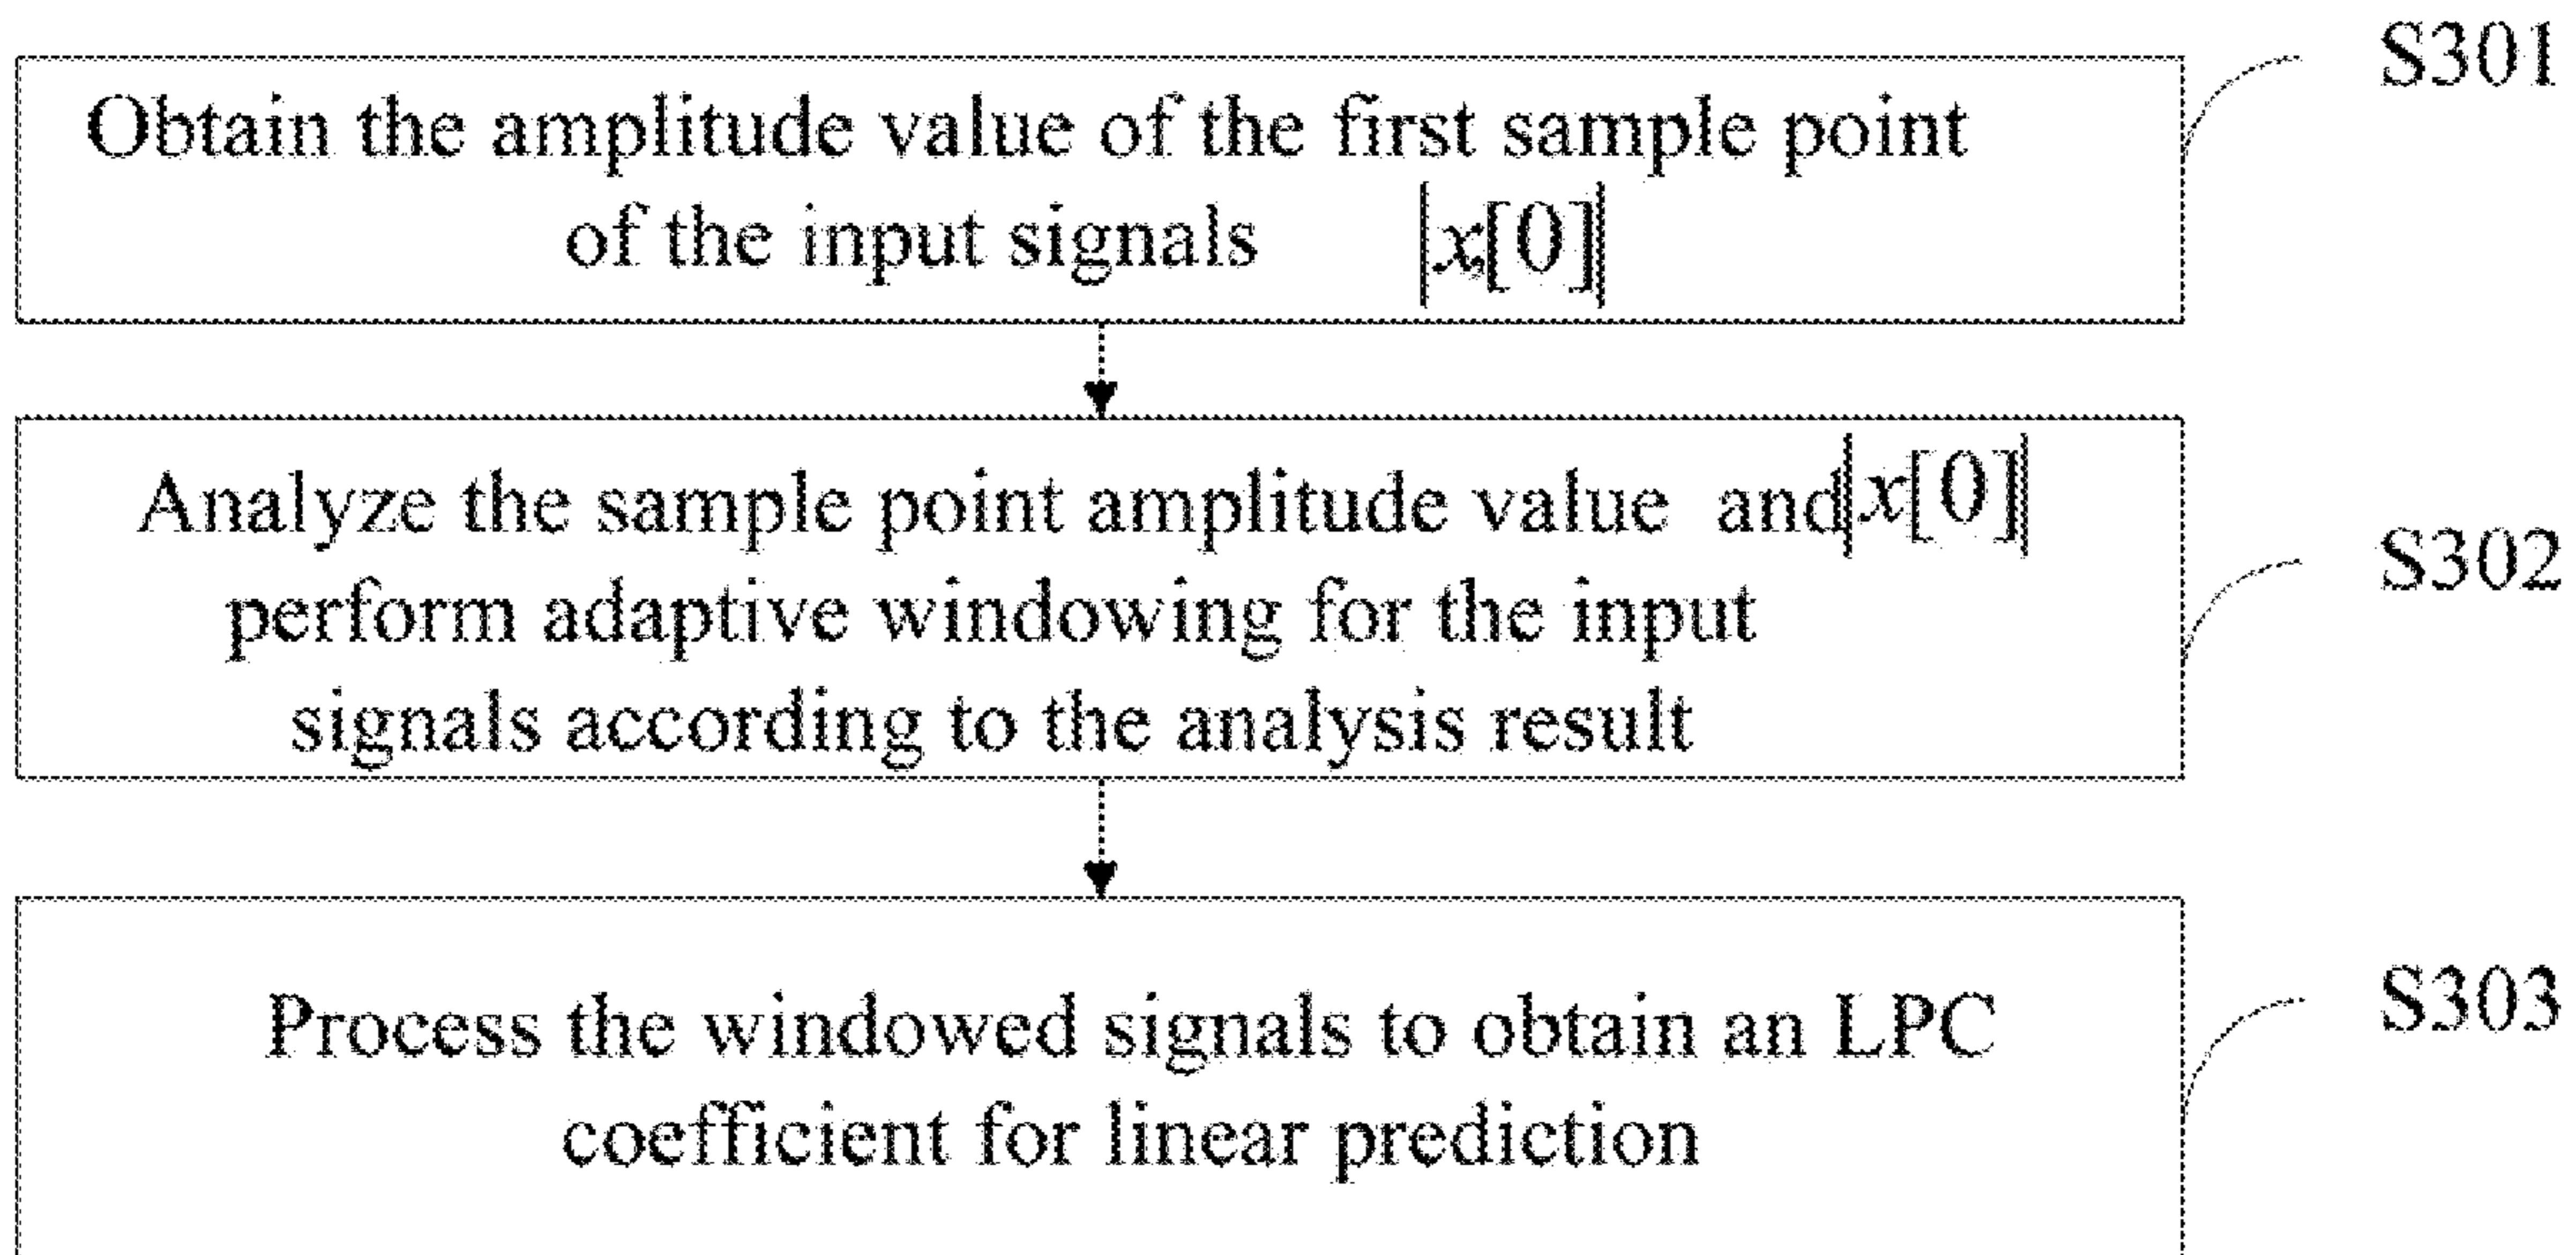 S301
Obtain the amplitude value of the first sample point
of the input signals |x[0]|
Analyze the sample point amplitude value and|x[0]|
S302
perform adaptive windowing for the input
signals according to the analysis result
S303
Process the windowed signals to obtain an LPC
coefficient for linear prediction